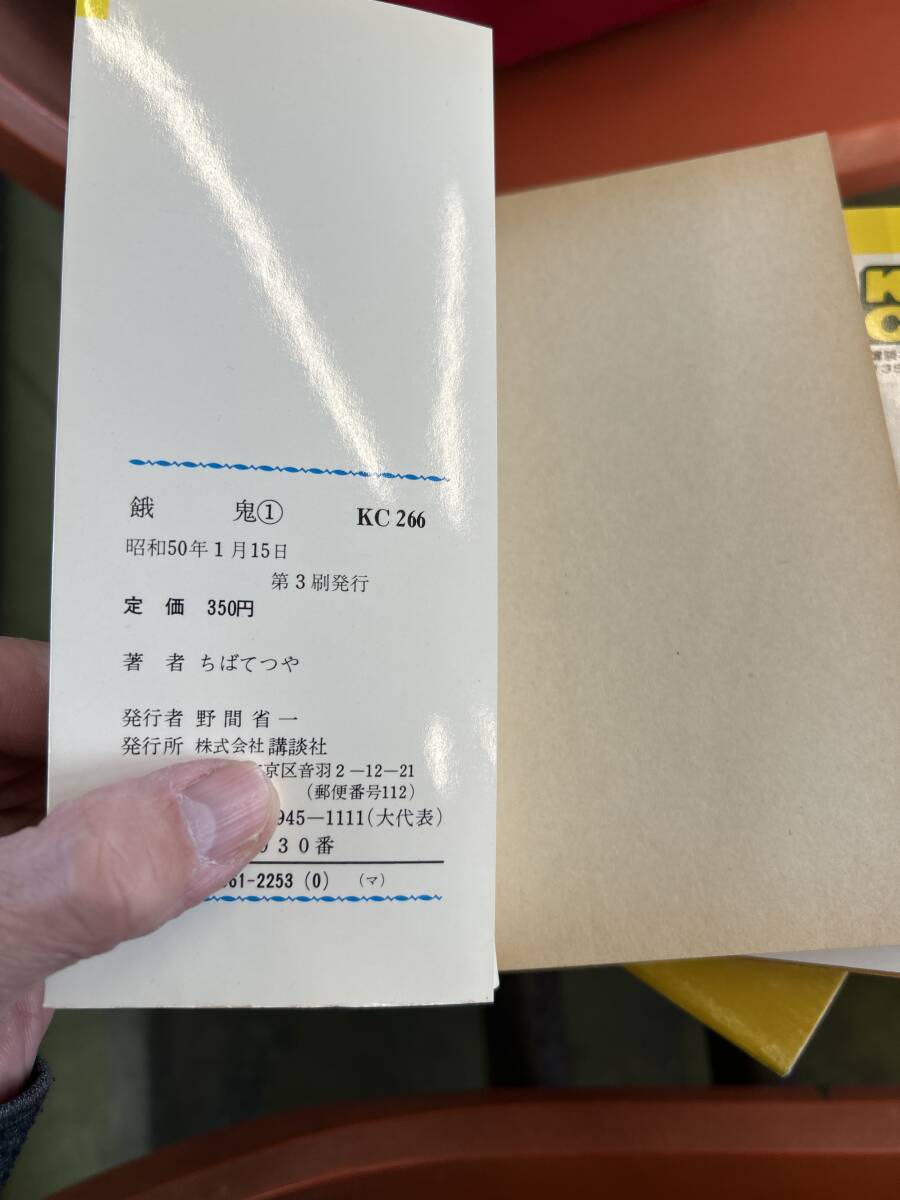 餓 鬼① KC 266
昭和50年1月15日
第3刷発行
定 価 350円
著 者 ちばてつや
発行者 野間省一
発行所 株式会社 講談社
京区音羽2－12－21
（郵便番号112）
945―1111(大代表)
30番
61-2253 (0) (マ)
K
C